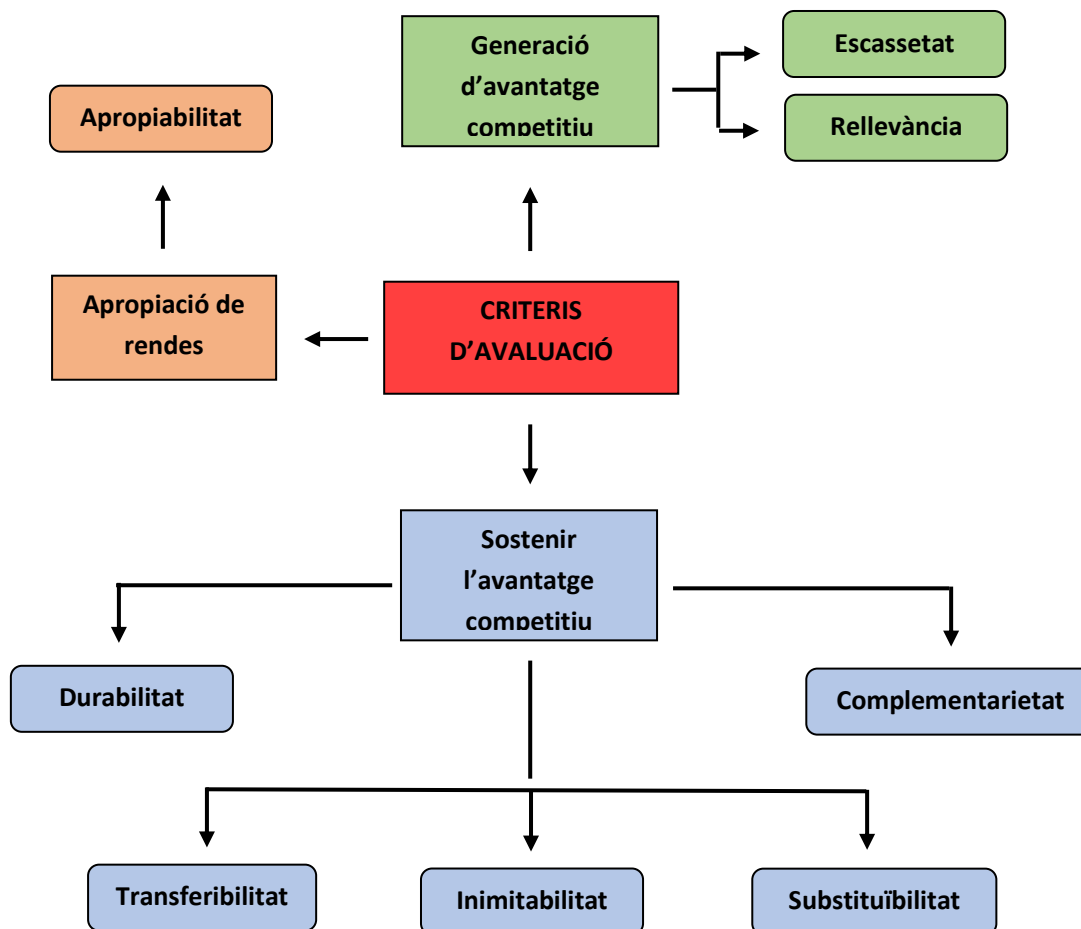 Generació
d'avantatge
competitiu
Escassetat
Rellevància
Apropiabilitat
Apropiació de
rendes
CRITERIS
D'AVALUACIÓ
Sostenir
l'avantatge
competitiu
Durabilitat
Complementarietat
Transferibilitat
Inimitabilitat
Substituïbilitat